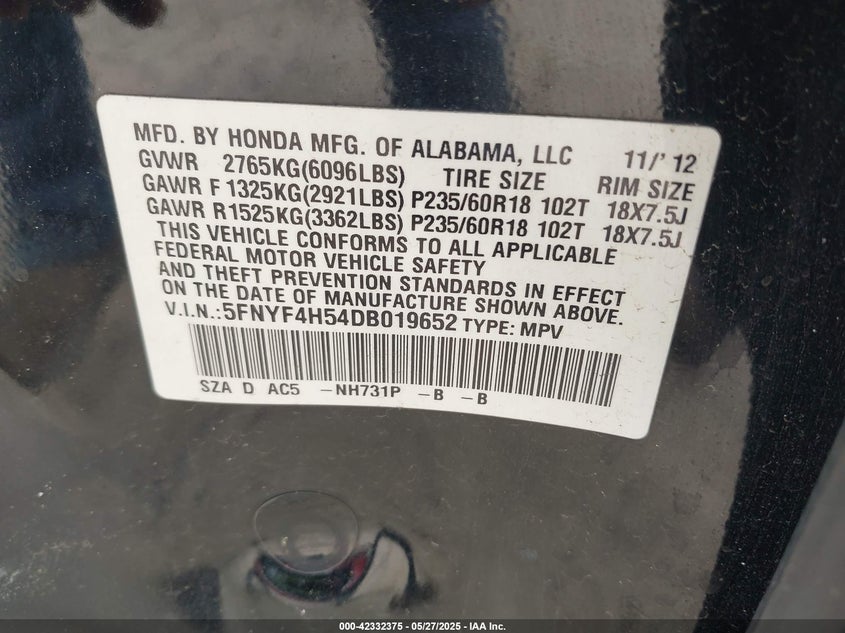 MFD. BY HONDA MFG. OF ALABAMA, LLC 11/' 12
GVWR 2765KG(6096LBS) TIRE SIZE RIM SIZE
GAWR F 1325KG(2921LBS) P235/60R18 102T 18X7.5J
GAWR R1525KG(3362LBS) P235/60R18 102T 18X7.5J
THIS VEHICLE CONFORMS TO ALL APPLICABLE
FEDERAL MOTOR VEHICLE SAFETY
AND THEFT PREVENTION STANDARDS IN EFFECT
ON THE DATE OF MANUFACTURE SHOWN ABOVE.
V.I.N.:5FNYF4H54DB019652 TYPE: MPV
SZA D AC5 -NH731P -B -B
000-42332375 - 05/27/2025 - IAA Inc.